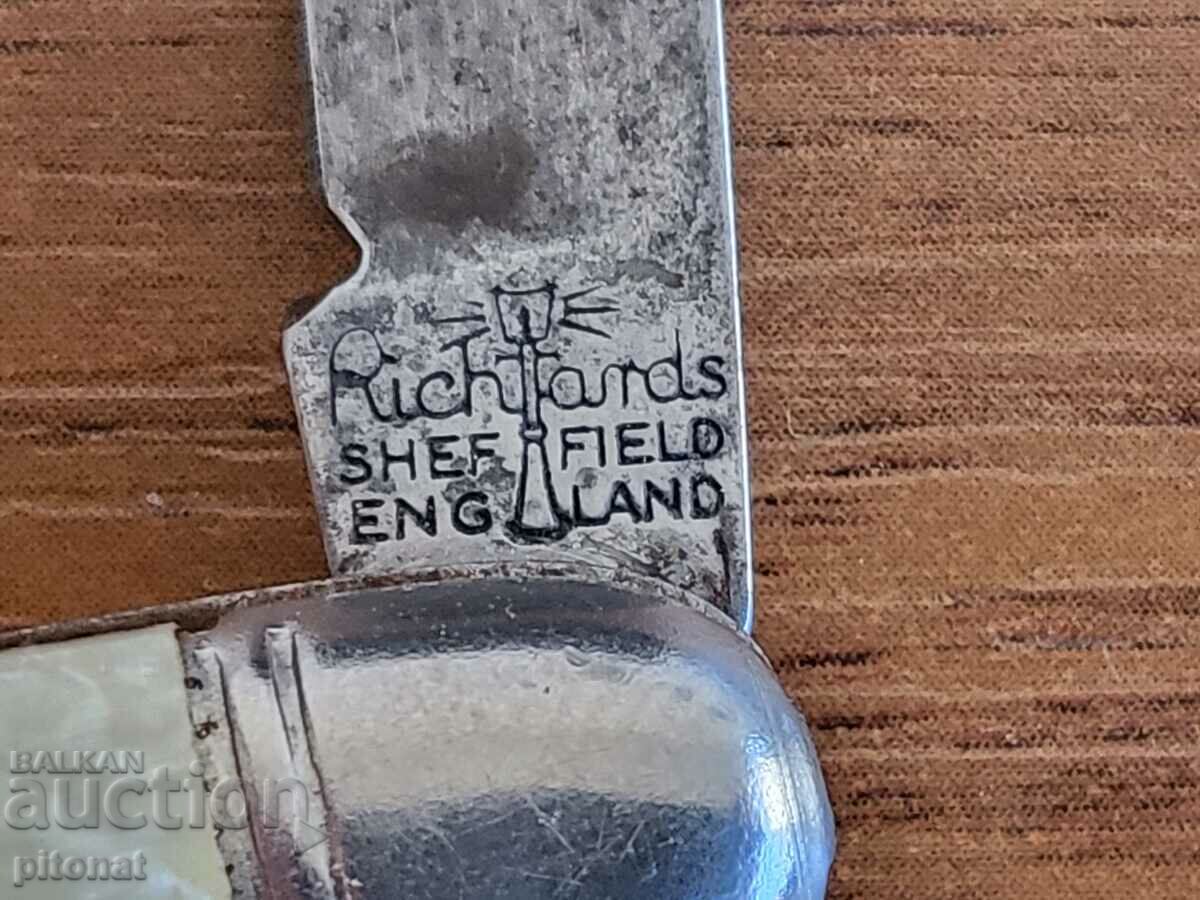 Richards
SHEFFIELD
ENGLAND
BALKAN
auction
pitonat